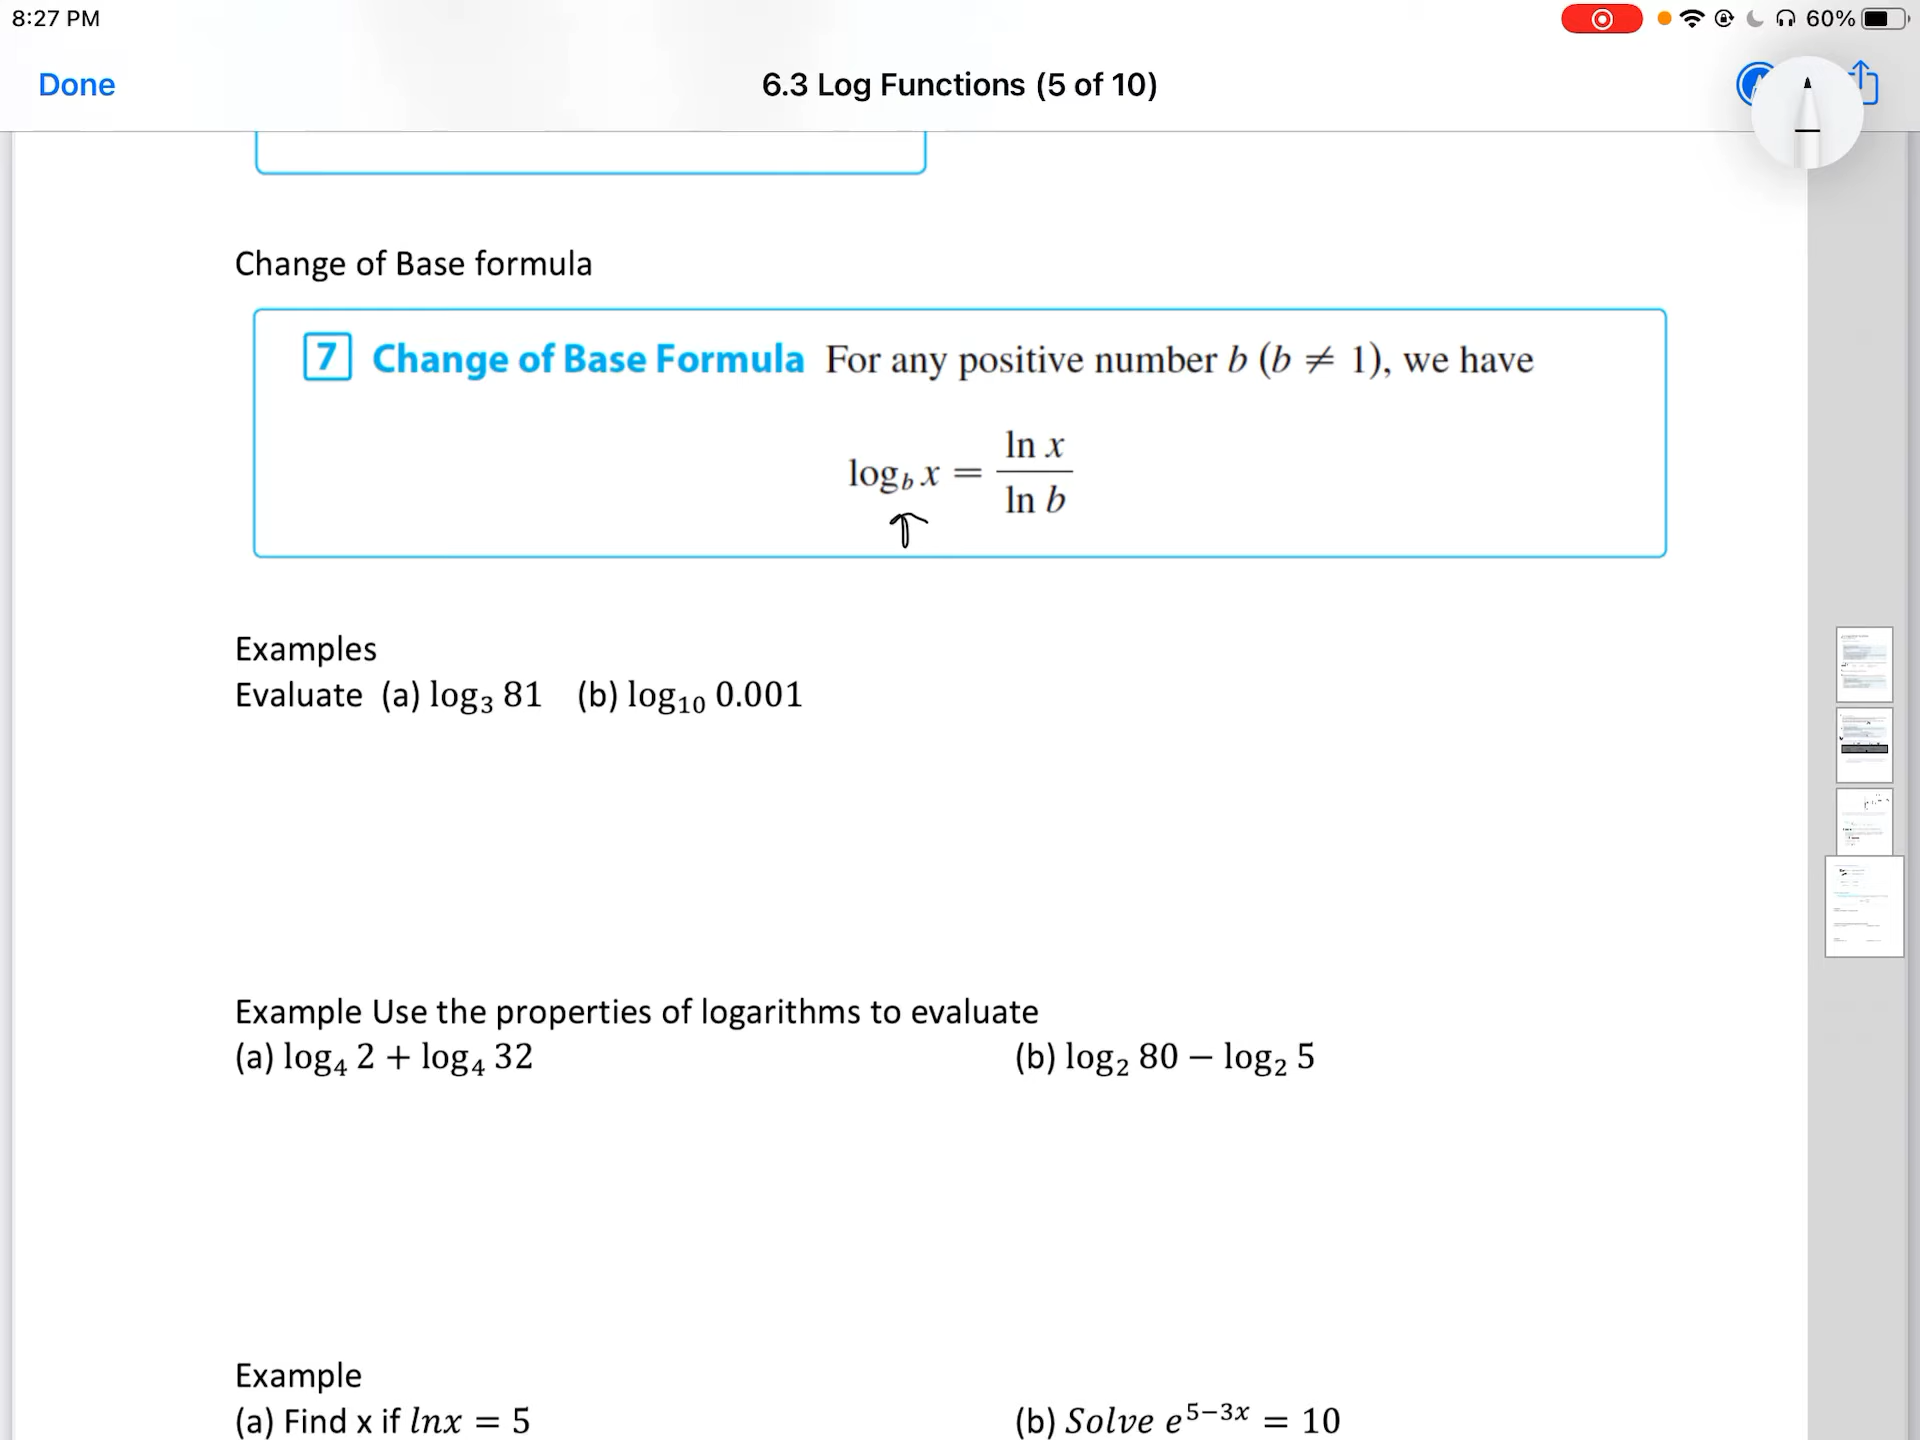 8:27 PM
60%
Done
6.3 Log Functions (5 of 10)
Change of Base formula
7 Change of Base Formula For any positive number b (b ≠ 1), we have
log_b x = ln x / ln b
Examples
Evaluate (a) log₃ 81 (b) log₁₀ 0.001
Example Use the properties of logarithms to evaluate
(a) log₄ 2 + log₄ 32 (b) log₂ 80 − log₂ 5
Example
(a) Find x if lnx = 5 (b) Solve e^{5−3x} = 10